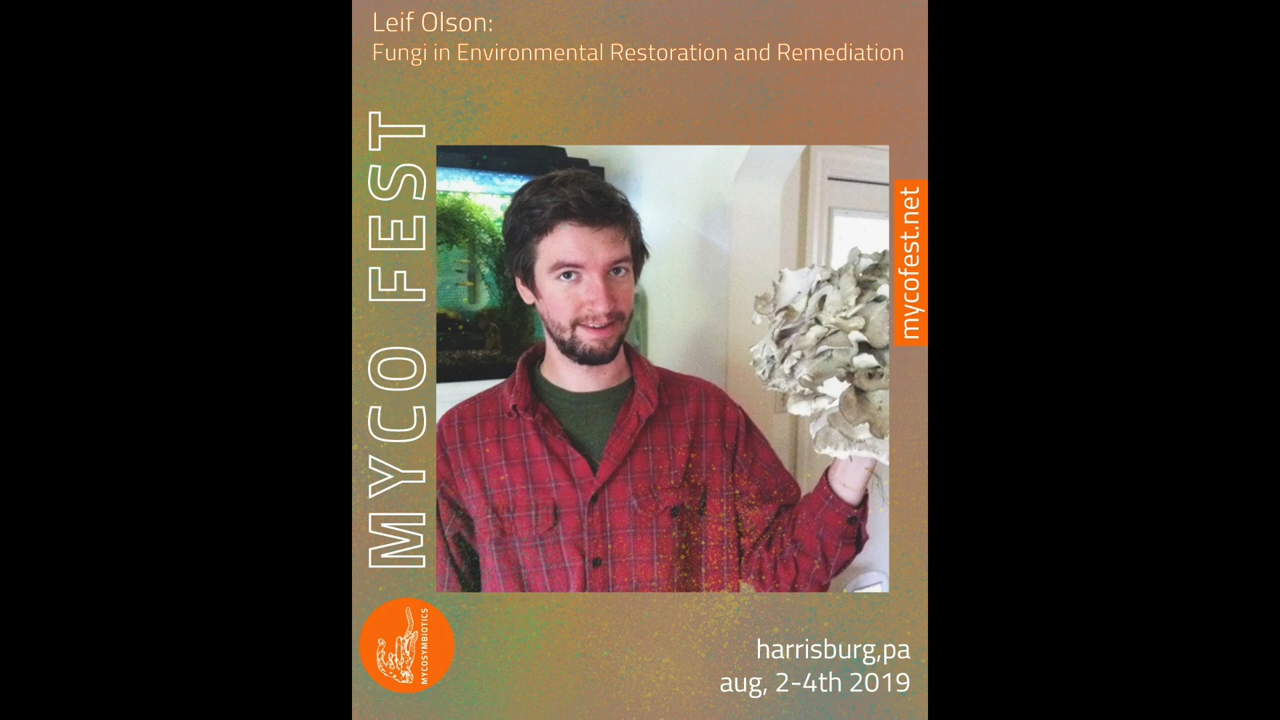 Leif Olson:
Fungi in Environmental Restoration and Remediation
MYCO FEST
mycofest.net
MYCOSYMBIOTICS
harrisburg,pa
aug, 2-4th 2019